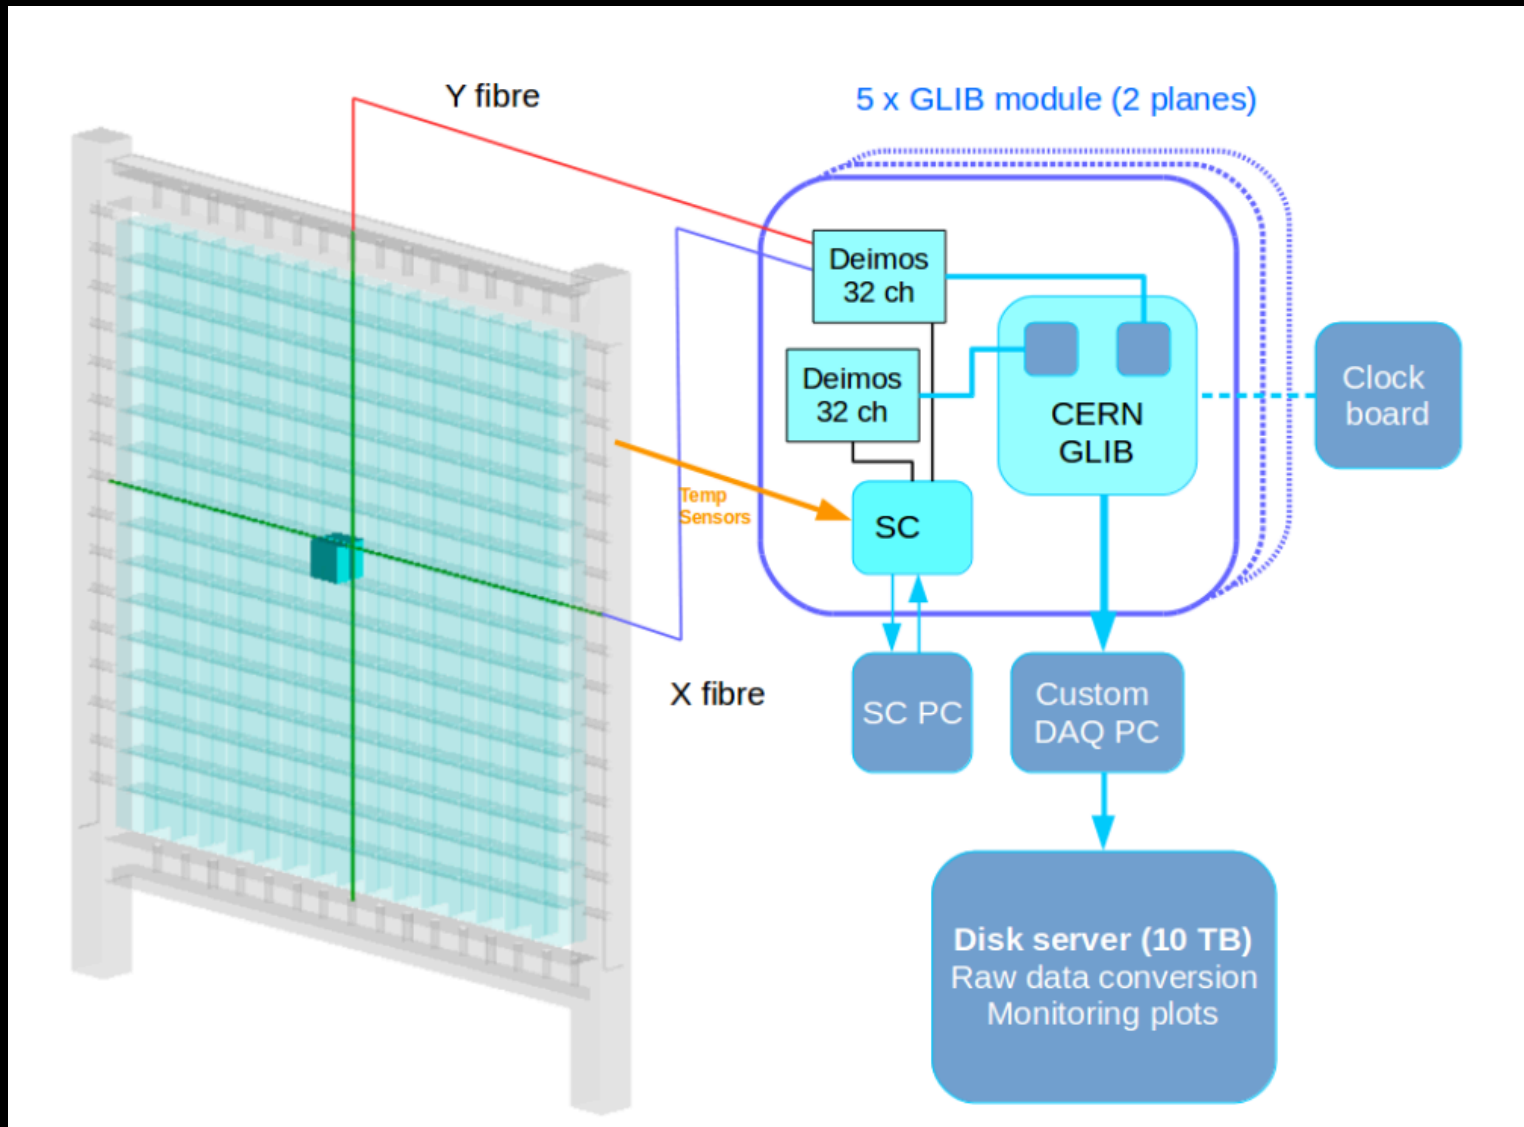 Y fibre
5 x GLIB module (2 planes)
Deimos
32 ch
Deimos
32 ch
CERN
GLIB
Clock
board
Temp
Sensors
SC
X fibre
SC PC
Custom
DAQ PC
Disk server (10 TB)
Raw data conversion
Monitoring plots